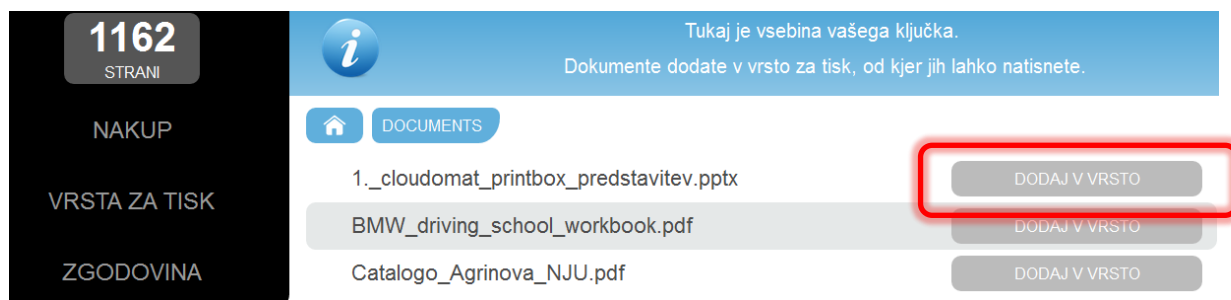 1162
STRANI
NAKUP
VRSTA ZA TISK
ZGODOVINA
i
Tukaj je vsebina vašega ključka.
Dokumente dodate v vrsto za tisk, od kjer jih lahko natisnete.
DOCUMENTS
1._cloudomat_printbox_predstavitev.pptx DODAJ V VRSTO
BMW_driving_school_workbook.pdf DODAJ V VRSTO
Catalogo_Agrinova_NJU.pdf DODAJ V VRSTO